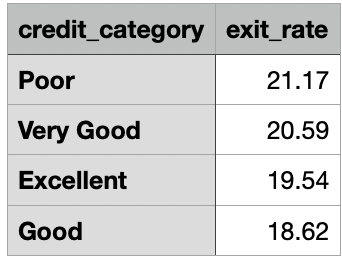 credit_category exit_rate
Poor 21.17
Very Good 20.59
Excellent 19.54
Good 18.62